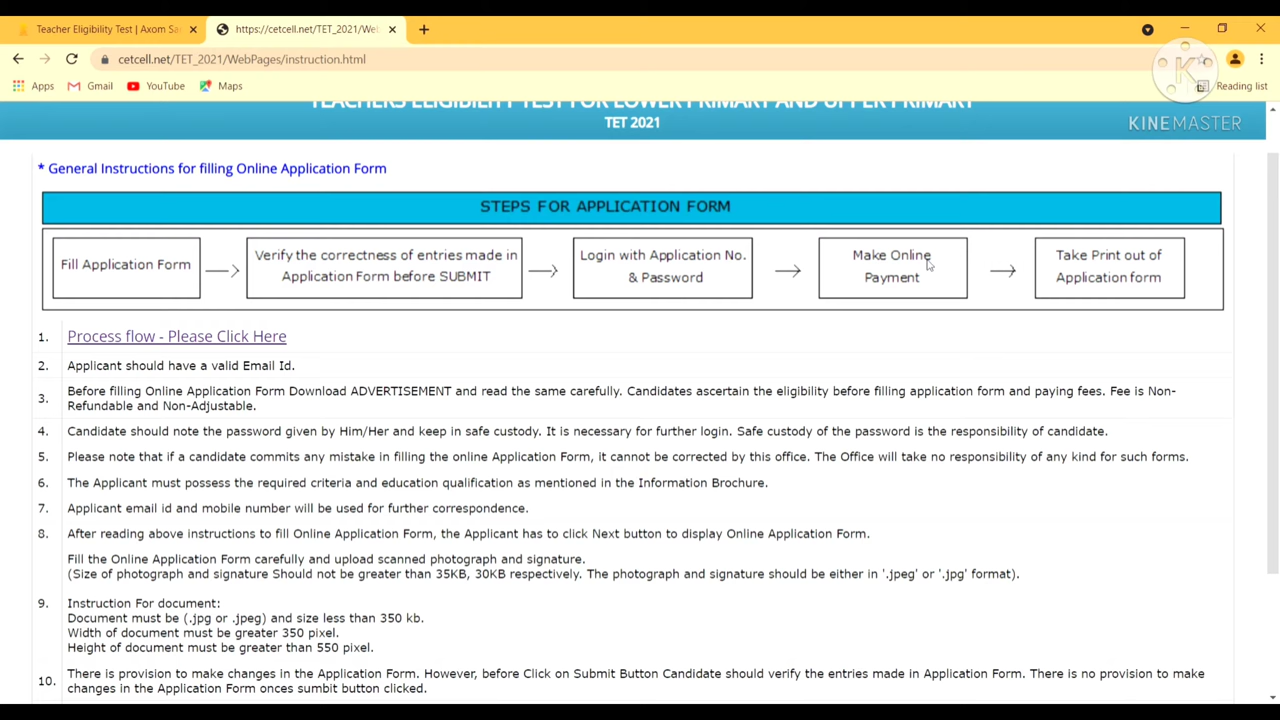 Teacher Eligibility Test | Axom Sa
https://cetcell.net/TET_2021/We
cetcell.net/TET_2021/WebPages/instruction.html
Apps Gmail YouTube Maps Reading list
K
TEACHERS ELIGIBILITY TEST FOR LOWER PRIMARY AND UPPER PRIMARY
TET 2021
KINEMASTER
* General Instructions for filling Online Application Form
STEPS FOR APPLICATION FORM
Fill Application Form
Verify the correctness of entries made in
Application Form before SUBMIT
Login with Application No.
& Password
Make Online
Payment
Take Print out of
Application form
1. Process flow - Please Click Here
2. Applicant should have a valid Email Id.
3. Before filling Online Application Form Download ADVERTISEMENT and read the same carefully. Candidates ascertain the eligibility before filling application form and paying fees. Fee is Non-
Refundable and Non-Adjustable.
4. Candidate should note the password given by Him/Her and keep in safe custody. It is necessary for further login. Safe custody of the password is the responsibility of candidate.
5. Please note that if a candidate commits any mistake in filling the online Application Form, it cannot be corrected by this office. The Office will take no responsibility of any kind for such forms.
6. The Applicant must possess the required criteria and education qualification as mentioned in the Information Brochure.
7. Applicant email id and mobile number will be used for further correspondence.
8. After reading above instructions to fill Online Application Form, the Applicant has to click Next button to display Online Application Form.
Fill the Online Application Form carefully and upload scanned photograph and signature.
(Size of photograph and signature Should not be greater than 35KB, 30KB respectively. The photograph and signature should be either in '.jpeg' or '.jpg' format).
9. Instruction For document:
Document must be (.jpg or .jpeg) and size less than 350 kb.
Width of document must be greater 350 pixel.
Height of document must be greater than 550 pixel.
10. There is provision to make changes in the Application Form. However, before Click on Submit Button Candidate should verify the entries made in Application Form. There is no provision to make
changes in the Application Form onces sumbit button clicked.